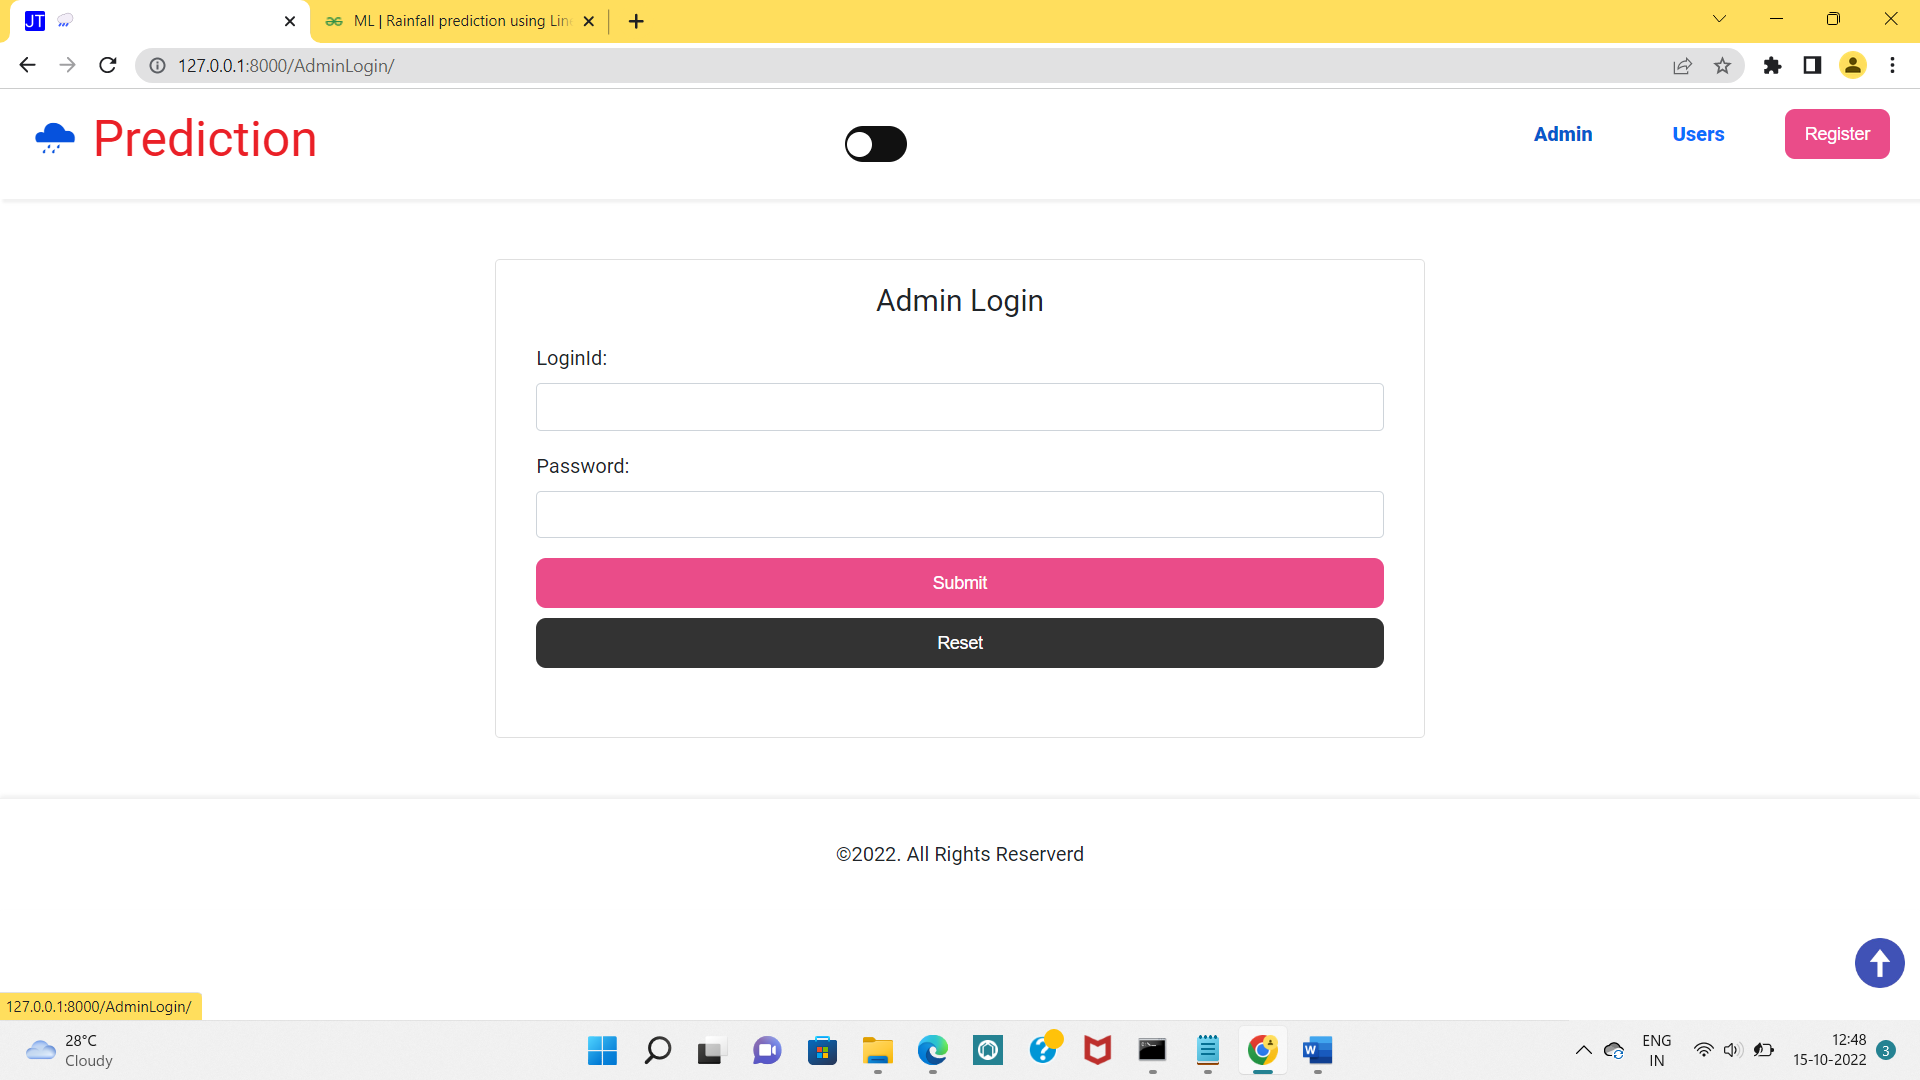 JT
ML | Rainfall prediction using Lin
127.0.0.1:8000/AdminLogin/
Prediction
Admin
Users
Register
Admin Login
LoginId:
Password:
Submit
Reset
©2022. All Rights Reserverd
127.0.0.1:8000/AdminLogin/
28°C
Cloudy
ENG
IN
12:48
15-10-2022
3